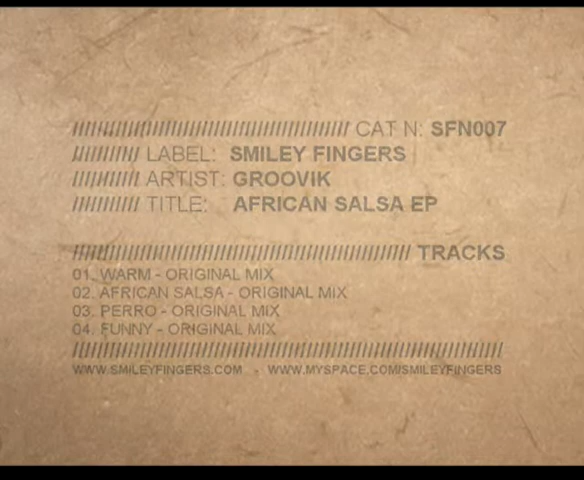 //////////////////////////////////////// CAT N: SFN007
////////// LABEL: SMILEY FINGERS
////////// ARTIST: GROOVIK
////////// TITLE: AFRICAN SALSA EP
///////////////////////////////////////////////// TRACKS
01. WARM - ORIGINAL MIX
02. AFRICAN SALSA - ORIGINAL MIX
03. PERRO - ORIGINAL MIX
04. FUNNY - ORIGINAL MIX
//////////////////////////////////////////////////////////////
WWW.SMILEYFINGERS.COM - WWW.MYSPACE.COM/SMILEYFINGERS